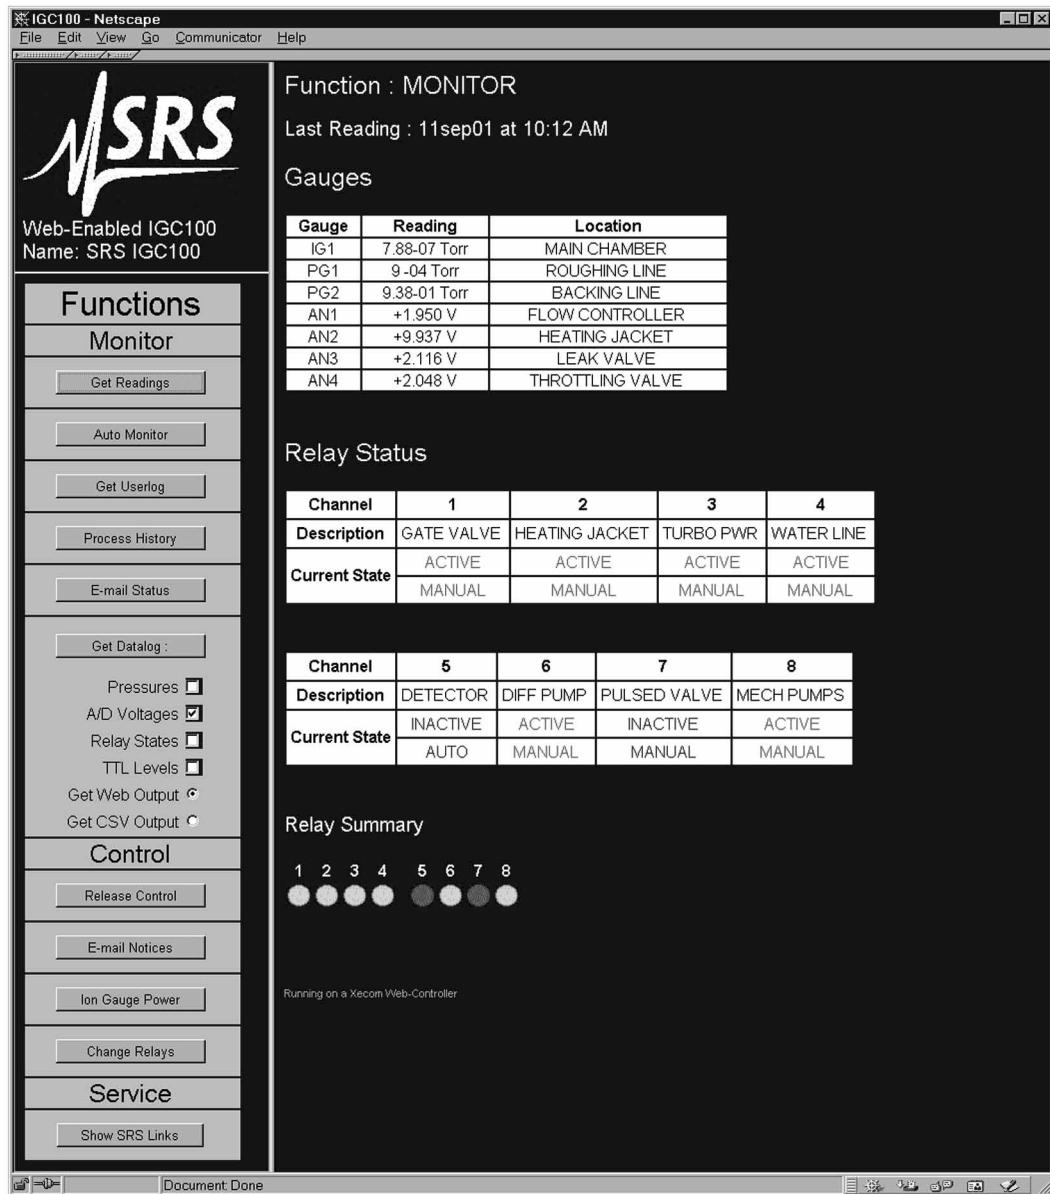 IGC100 - Netscape
File Edit View Go Communicator Help
SRS
Web-Enabled IGC100
Name: SRS IGC100
Functions
Monitor
Get Readings
Auto Monitor
Get Userlog
Process History
E-mail Status
Get Datalog :
Pressures
A/D Voltages
Relay States
TTL Levels
Get Web Output
Get CSV Output
Control
Release Control
E-mail Notices
Ion Gauge Power
Change Relays
Service
Show SRS Links
Function : MONITOR
Last Reading : 11sep01 at 10:12 AM
Gauges
Gauge Reading Location
IG1 7.88-07 Torr MAIN CHAMBER
PG1 9 -04 Torr ROUGHING LINE
PG2 9.38-01 Torr BACKING LINE
AN1 +1.950 V FLOW CONTROLLER
AN2 +9.937 V HEATING JACKET
AN3 +2.116 V LEAK VALVE
AN4 +2.048 V THROTTLING VALVE
Relay Status
Channel 1 2 3 4
Description GATE VALVE HEATING JACKET TURBO PWR WATER LINE
Current State ACTIVE ACTIVE ACTIVE ACTIVE
MANUAL MANUAL MANUAL MANUAL
Channel 5 6 7 8
Description DETECTOR DIFF PUMP PULSED VALVE MECH PUMPS
Current State INACTIVE ACTIVE INACTIVE ACTIVE
AUTO MANUAL MANUAL MANUAL
Relay Summary
1 2 3 4 5 6 7 8
Running on a Xecom Web-Controller
Document: Done